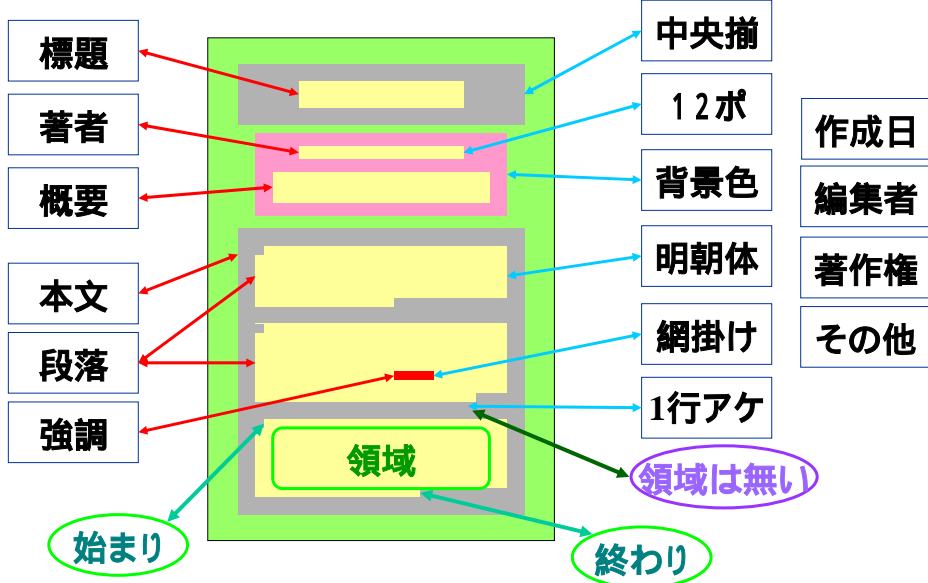 標題
著者
概要
本文
段落
強調
始まり
領域
中央揃
１２ポ
背景色
明朝体
網掛け
1行アケ
領域は無い
終わり
作成日
編集者
著作権
その他